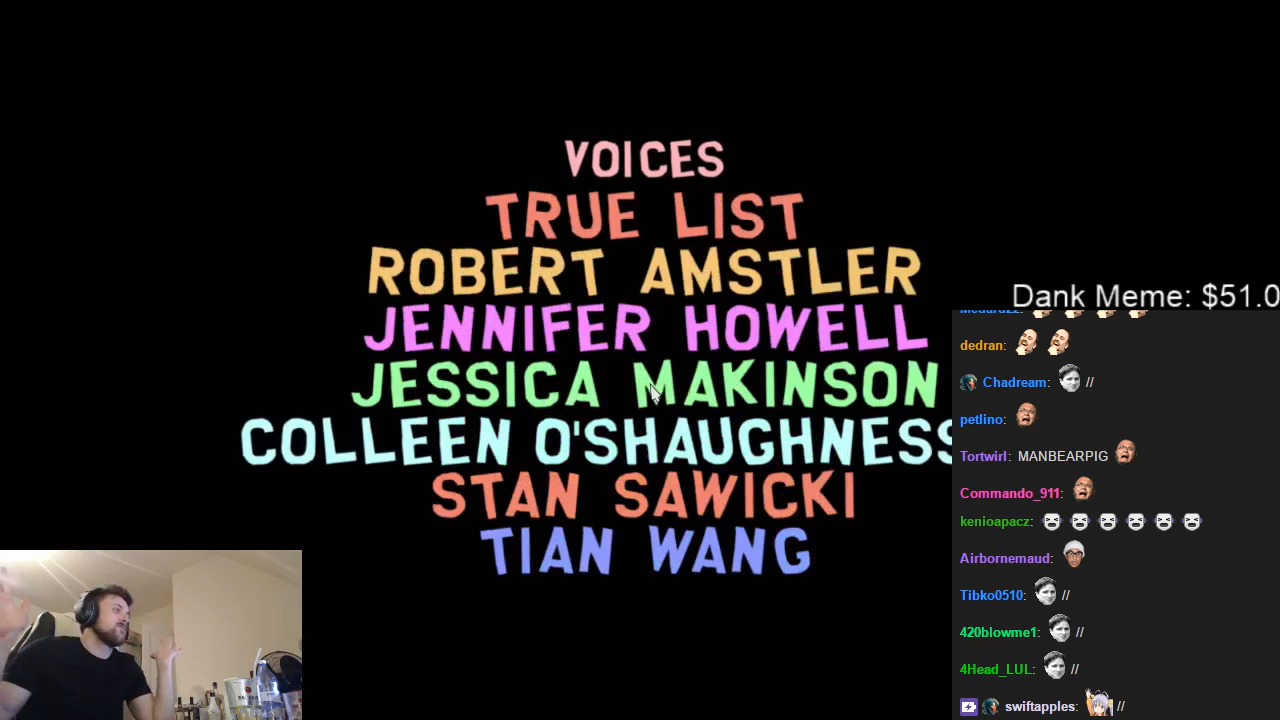 VOICES
TRUE LIST
ROBERT AMSTLER
JENNIFER HOWELL
JESSICA MAKINSON
COLLEEN O'SHAUGHNESS
STAN SAWICKI
TIAN WANG
Dank Meme: $51.0
dedran:
Chadream: //
petlino:
Tortwirl: MANBEARPIG
Commando_911:
kenioapacz:
Airbornemaud:
Tibko0510: //
420blowme1: //
4Head_LUL: //
swiftapples: //